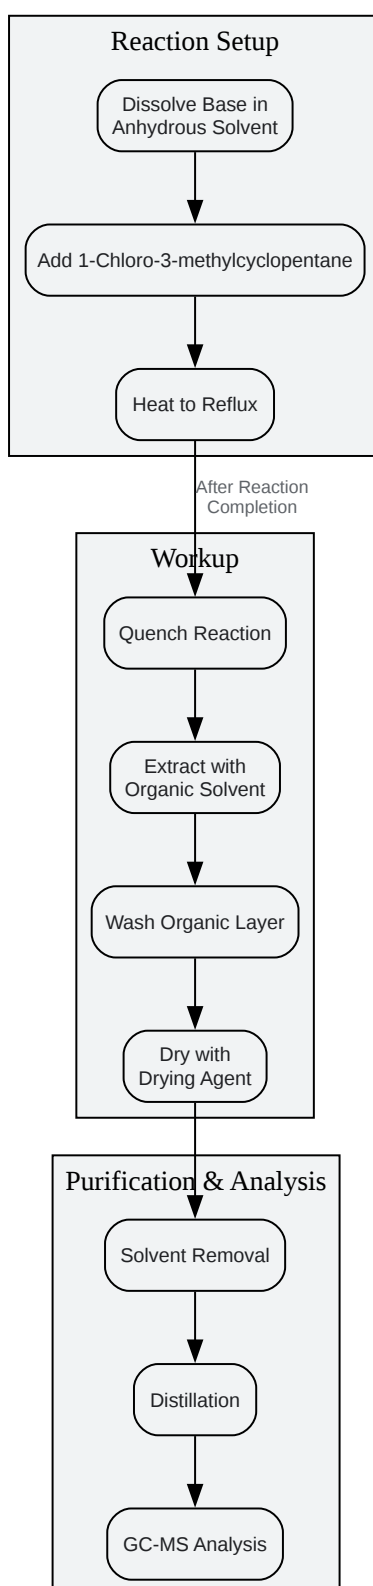 Reaction Setup
Dissolve Base in
Anhydrous Solvent
Add 1-Chloro-3-methylcyclopentane
Heat to Reflux
After Reaction
Completion
Workup
Quench Reaction
Extract with
Organic Solvent
Wash Organic Layer
Dry with
Drying Agent
Purification & Analysis
Solvent Removal
Distillation
GC-MS Analysis